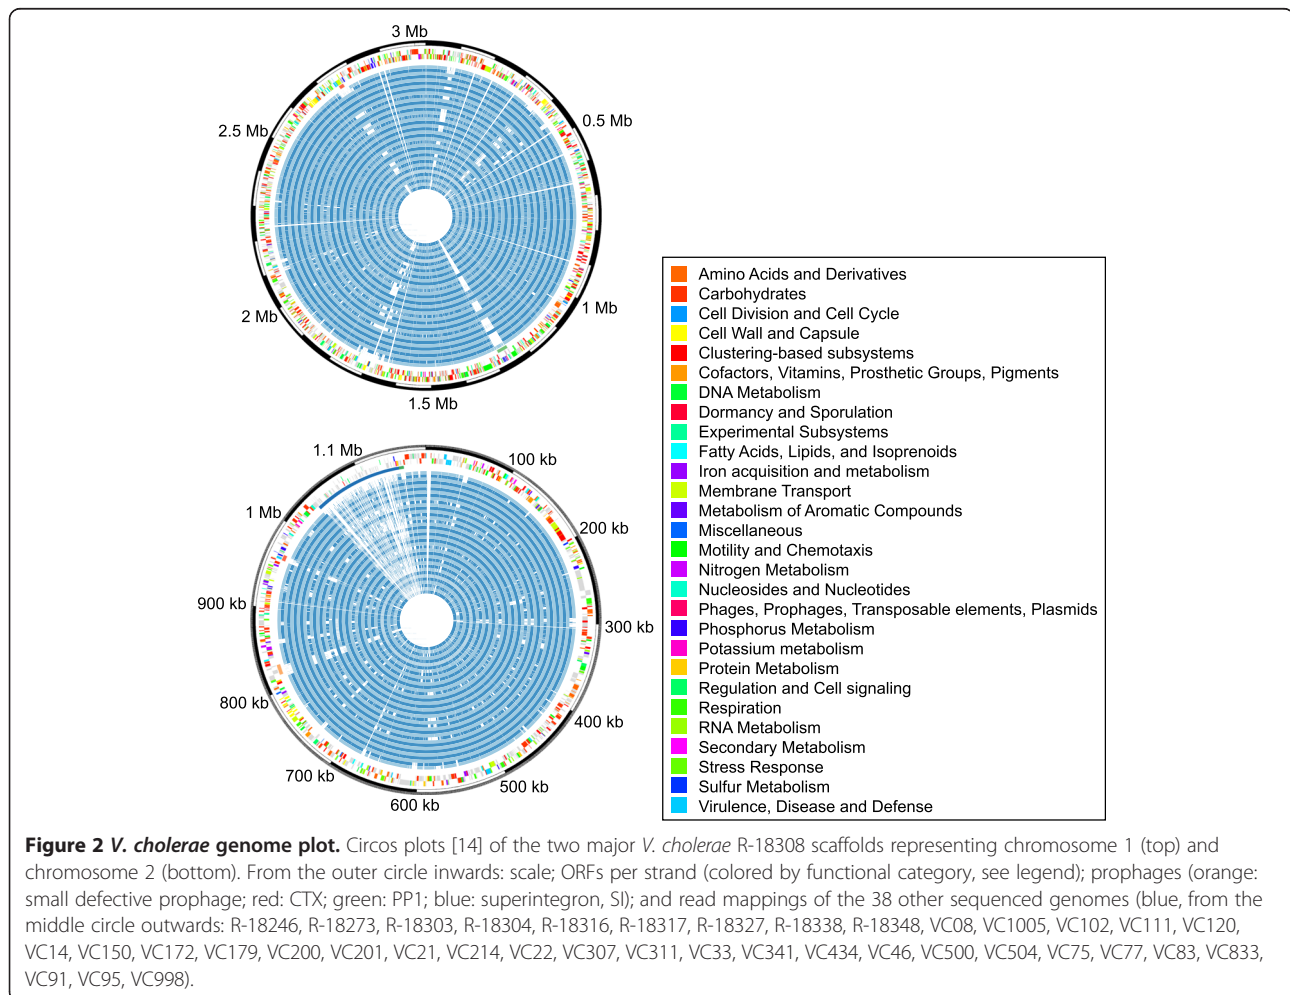 3 Mb
0.5 Mb
2.5 Mb
1 Mb
2 Mb
1.5 Mb
1.1 Mb
100 kb
1 Mb
200 kb
900 kb
300 kb
800 kb
400 kb
700 kb
500 kb
600 kb
Amino Acids and Derivatives
Carbohydrates
Cell Division and Cell Cycle
Cell Wall and Capsule
Clustering-based subsystems
Cofactors, Vitamins, Prosthetic Groups, Pigments
DNA Metabolism
Dormancy and Sporulation
Experimental Subsystems
Fatty Acids, Lipids, and Isoprenoids
Iron acquisition and metabolism
Membrane Transport
Metabolism of Aromatic Compounds
Miscellaneous
Motility and Chemotaxis
Nitrogen Metabolism
Nucleosides and Nucleotides
Phages, Prophages, Transposable elements, Plasmids
Phosphorus Metabolism
Potassium metabolism
Protein Metabolism
Regulation and Cell signaling
Respiration
RNA Metabolism
Secondary Metabolism
Stress Response
Sulfur Metabolism
Virulence, Disease and Defense
Figure 2 V. cholerae genome plot. Circos plots [14] of the two major V. cholerae R-18308 scaffolds representing chromosome 1 (top) and
chromosome 2 (bottom). From the outer circle inwards: scale; ORFs per strand (colored by functional category, see legend); prophages (orange:
small defective prophage; red: CTX; green: PP1; blue: superintegron, SI); and read mappings of the 38 other sequenced genomes (blue, from the
middle circle outwards: R-18246, R-18273, R-18303, R-18304, R-18316, R-18317, R-18327, R-18338, R-18348, VC08, VC1005, VC102, VC111, VC120,
VC14, VC150, VC172, VC179, VC200, VC201, VC21, VC214, VC22, VC307, VC311, VC33, VC341, VC434, VC46, VC500, VC504, VC75, VC77, VC83, VC833,
VC91, VC95, VC998).